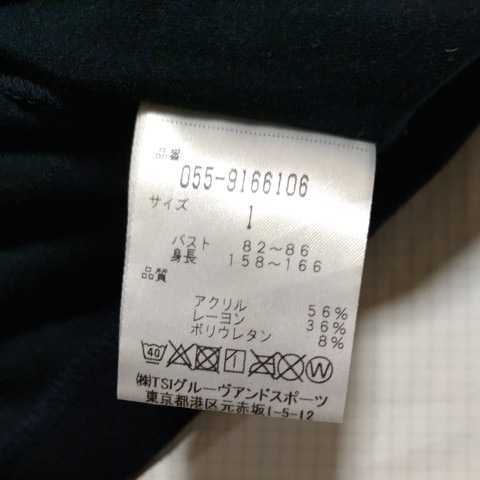 品番
055-9166106
サイズ
1
バスト 82~86
身長 158~166
品質
アクリル 56%
レーヨン 36%
ポリウレタン 8%
40 W
㈱TSIグルーヴアンドスポーツ
東京都港区元赤坂1-5-12